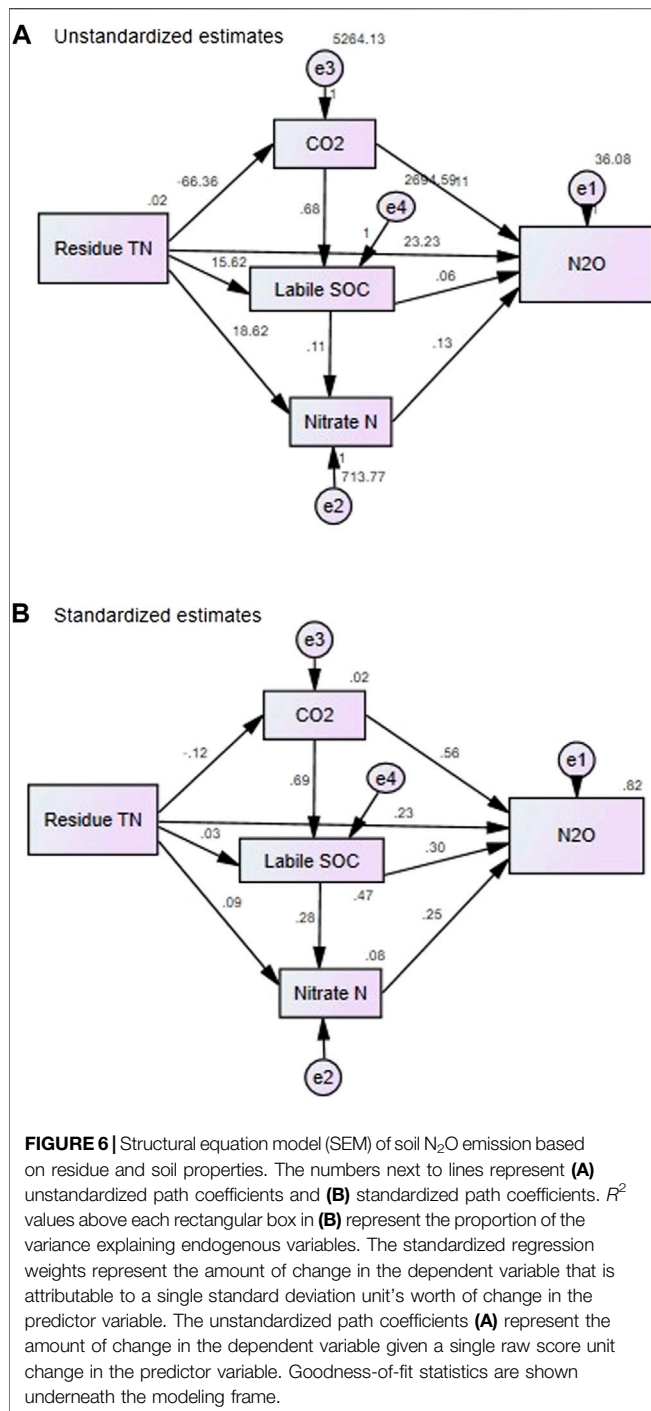 A Unstandardized estimates
5264.13
e3
1
CO2
36.08
-66.36
2694.59
.11
e1
.02
.68
e4
1
Residue TN
1
23.23
N2O
15.62
Labile SOC
.06
18.62
.11
.13
Nitrate N
1
713.77
e2
B Standardized estimates
e3
.02
CO2
-.12
.56
e1
.69
e4
.82
Residue TN
.23
N2O
.03
Labile SOC
.30
.47
.09
.28
.25
.08
Nitrate N
e2
FIGURE 6 | Structural equation model (SEM) of soil N₂O emission based
on residue and soil properties. The numbers next to lines represent (A)
unstandardized path coefficients and (B) standardized path coefficients. R²
values above each rectangular box in (B) represent the proportion of the
variance explaining endogenous variables. The standardized regression
weights represent the amount of change in the dependent variable that is
attributable to a single standard deviation unit's worth of change in the
predictor variable. The unstandardized path coefficients (A) represent the
amount of change in the dependent variable given a single raw score unit
change in the predictor variable. Goodness-of-fit statistics are shown
underneath the modeling frame.